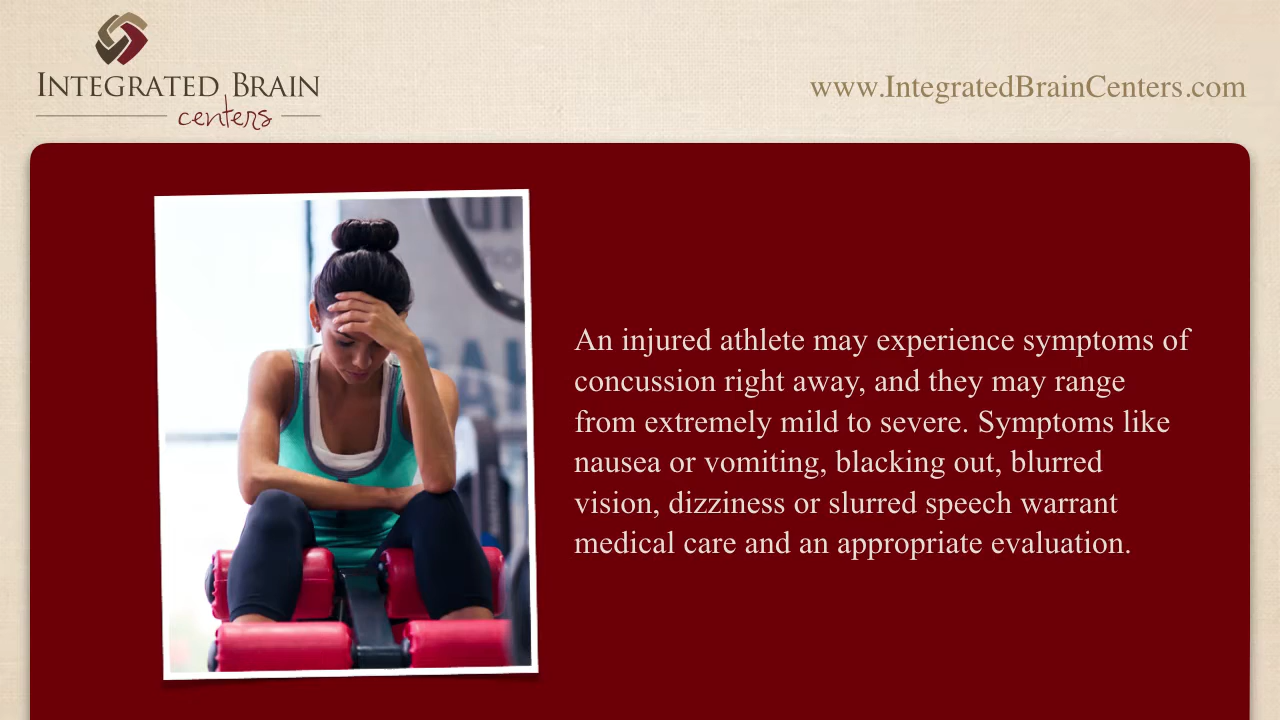 INTEGRATED BRAIN
centers
www.IntegratedBrainCenters.com
An injured athlete may experience symptoms of
concussion right away, and they may range
from extremely mild to severe. Symptoms like
nausea or vomiting, blacking out, blurred
vision, dizziness or slurred speech warrant
medical care and an appropriate evaluation.